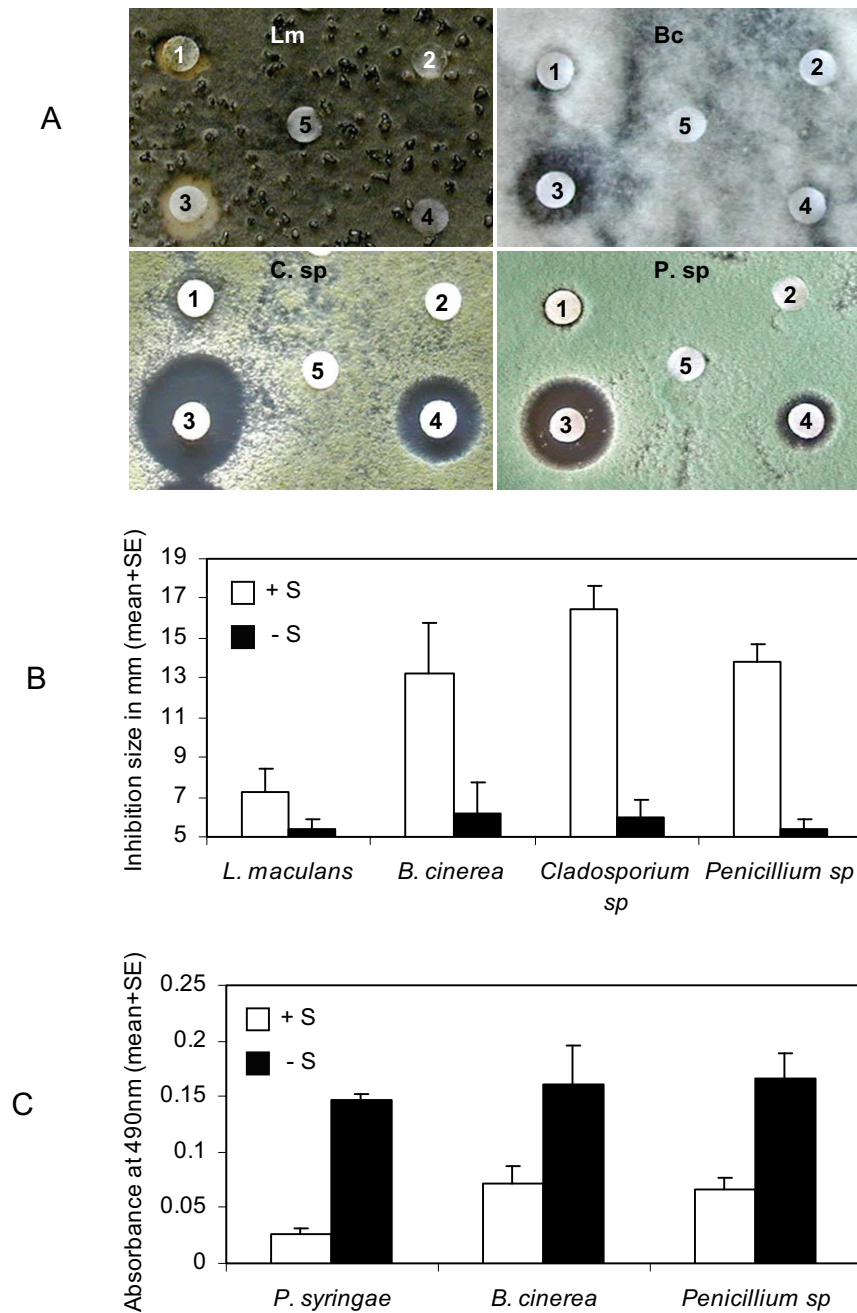 A
Lm
1
2
5
3
4
Bc
1
2
5
3
4
C. sp
1
2
5
3
4
P. sp
1
2
5
3
4
B
Inhibition size in mm (mean+SE)
19
17
15
13
11
9
7
5
+ S
- S
L. maculans
B. cinerea
Cladosporium
sp
Penicillium sp
C
Absorbance at 490nm (mean+SE)
0.25
0.2
0.15
0.1
0.05
0
+ S
- S
P. syringae
B. cinerea
Penicillium sp